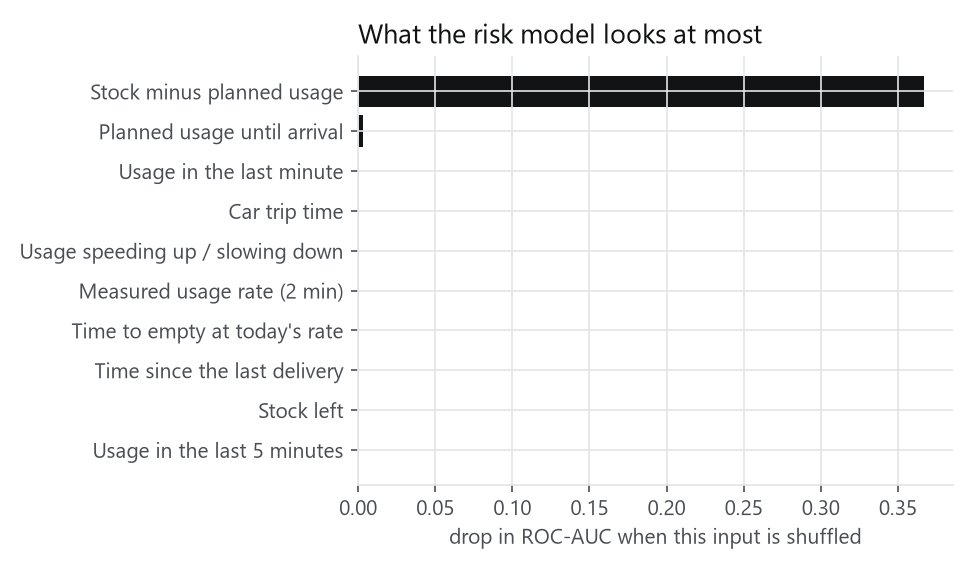 What the risk model looks at most
Stock minus planned usage
Planned usage until arrival
Usage in the last minute
Car trip time
Usage speeding up / slowing down
Measured usage rate (2 min)
Time to empty at today's rate
Time since the last delivery
Stock left
Usage in the last 5 minutes
0.00 0.05 0.10 0.15 0.20 0.25 0.30 0.35
drop in ROC-AUC when this input is shuffled